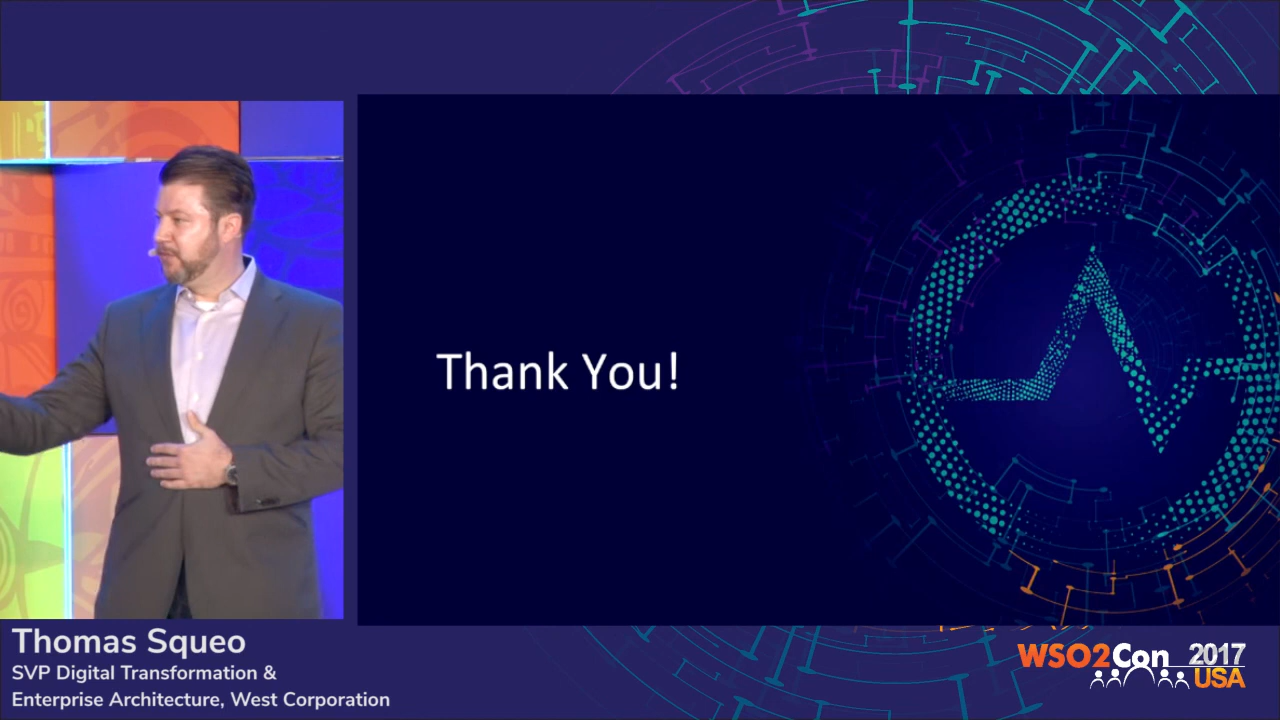 Thank You!
Thomas Squeo
SVP Digital Transformation &
Enterprise Architecture, West Corporation
WSO2Con 2017
USA